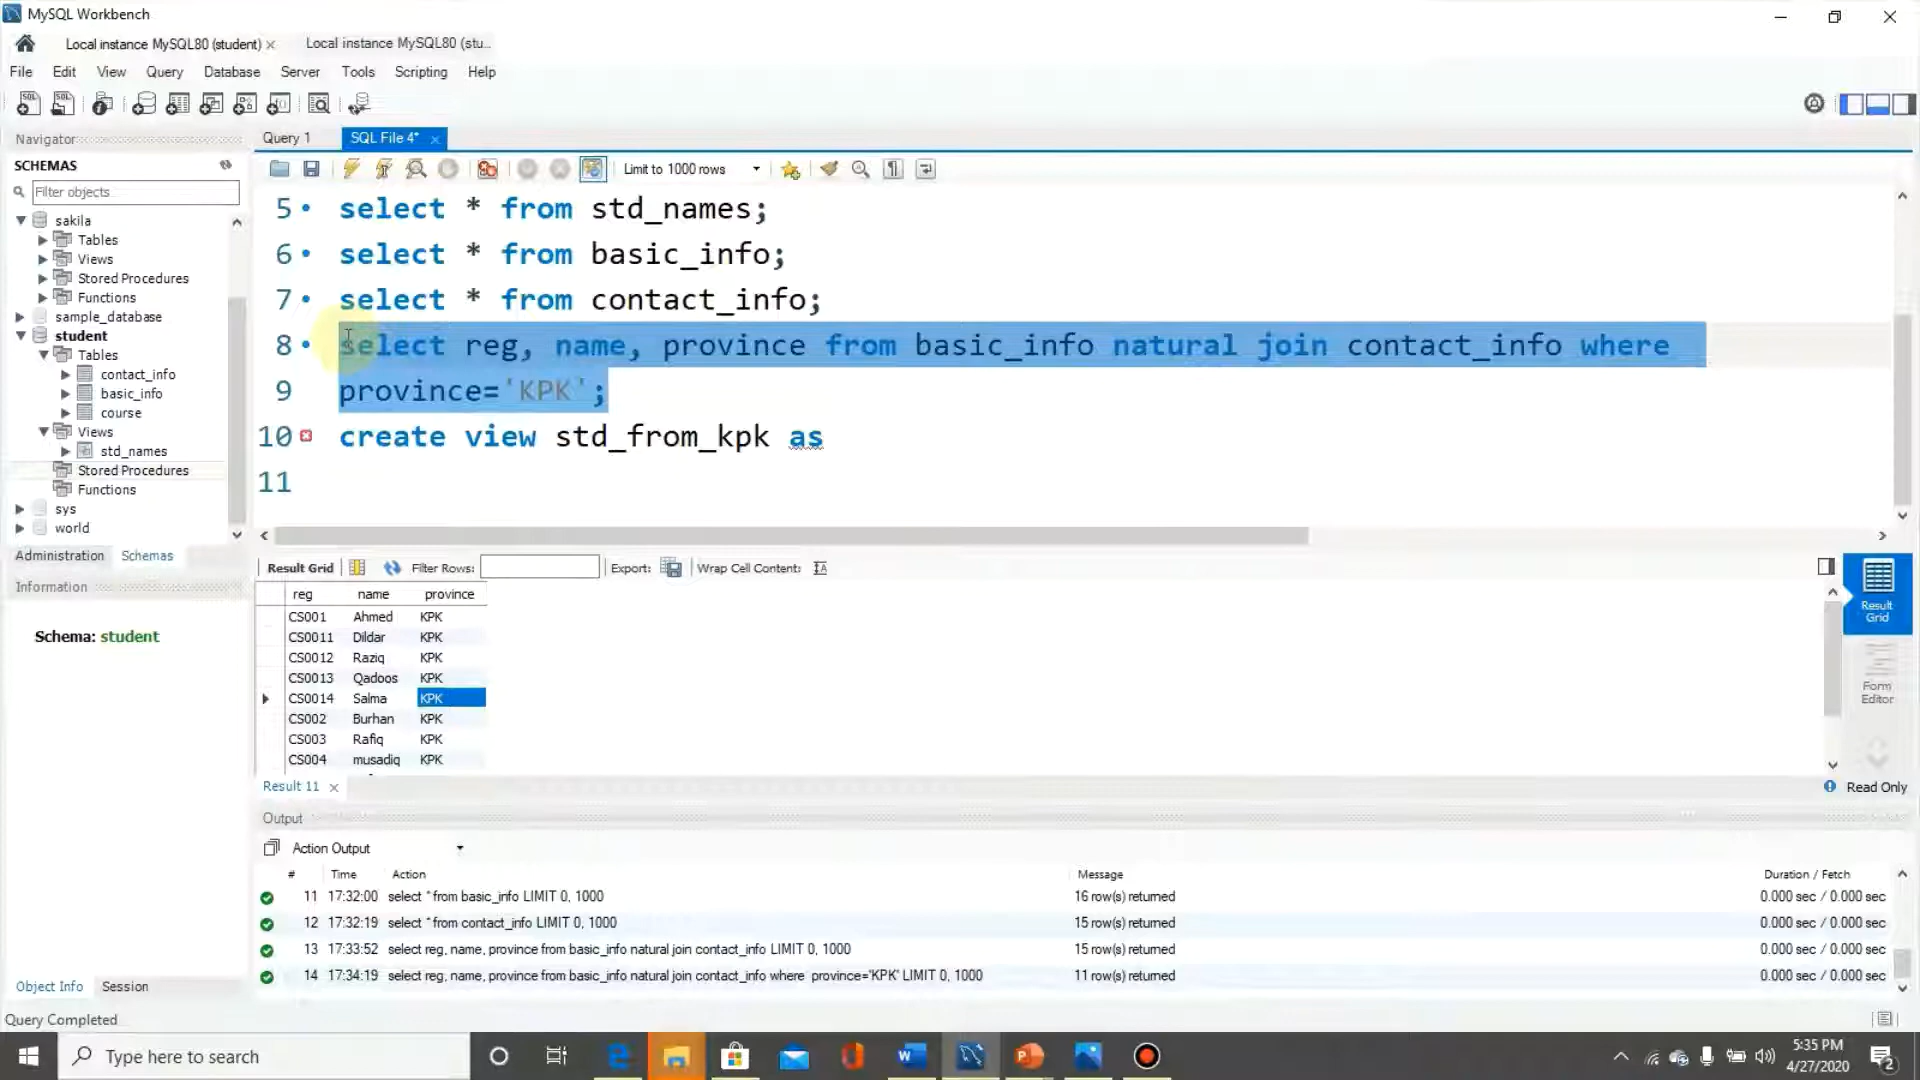 MySQL Workbench
Local instance MySQL80 (student)
Local instance MySQL80 (stu...
File Edit View Query Database Server Tools Scripting Help
Navigator
Query 1
SQL File 4*
SCHEMAS
Filter objects
Limit to 1000 rows
sakila
Tables
Views
Stored Procedures
Functions
sample_database
student
Tables
contact_info
basic_info
course
Views
std_names
Stored Procedures
Functions
sys
world
5 select * from std_names;
6 select * from basic_info;
7 select * from contact_info;
8 select reg, name, province from basic_info natural join contact_info where
9 province='KPK';
10 create view std_from_kpk as
11
Administration Schemas
Information
Schema: student
Result Grid Filter Rows: Export: Wrap Cell Content:
reg name province
CS001 Ahmed KPK
CS0011 Dildar KPK
CS0012 Raziq KPK
CS0013 Qadoos KPK
CS0014 Salma KPK
CS002 Burhan KPK
CS003 Rafiq KPK
CS004 musadiq KPK
Result Grid
Form Editor
Result 11
Read Only
Output
Action Output
# Time Action Message Duration / Fetch
11 17:32:00 select * from basic_info LIMIT 0, 1000 16 row(s) returned 0.000 sec / 0.000 sec
12 17:32:19 select * from contact_info LIMIT 0, 1000 15 row(s) returned 0.000 sec / 0.000 sec
13 17:33:52 select reg, name, province from basic_info natural join contact_info LIMIT 0, 1000 15 row(s) returned 0.000 sec / 0.000 sec
14 17:34:19 select reg, name, province from basic_info natural join contact_info where province='KPK' LIMIT 0, 1000 11 row(s) returned 0.000 sec / 0.000 sec
Object Info Session
Query Completed
Type here to search
5:35 PM
4/27/2020
2